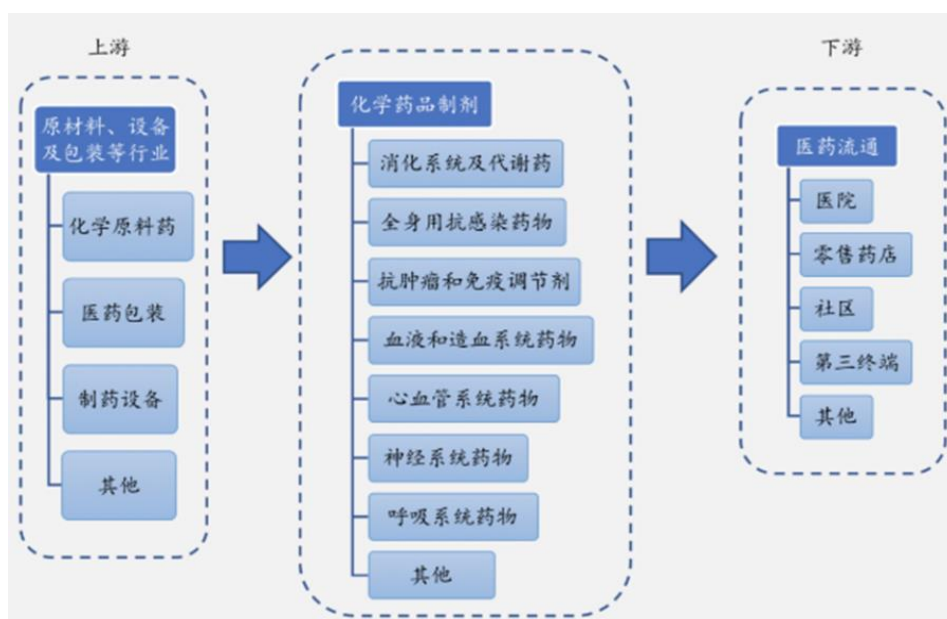 上游
原材料、设备
及包装等行业
化学原料药
医药包装
制药设备
其他
化学药品制剂
消化系统及代谢药
全身用抗感染药物
抗肿瘤和免疫调节剂
血液和造血系统药物
心血管系统药物
神经系统药物
呼吸系统药物
其他
下游
医药流通
医院
零售药店
社区
第三终端
其他